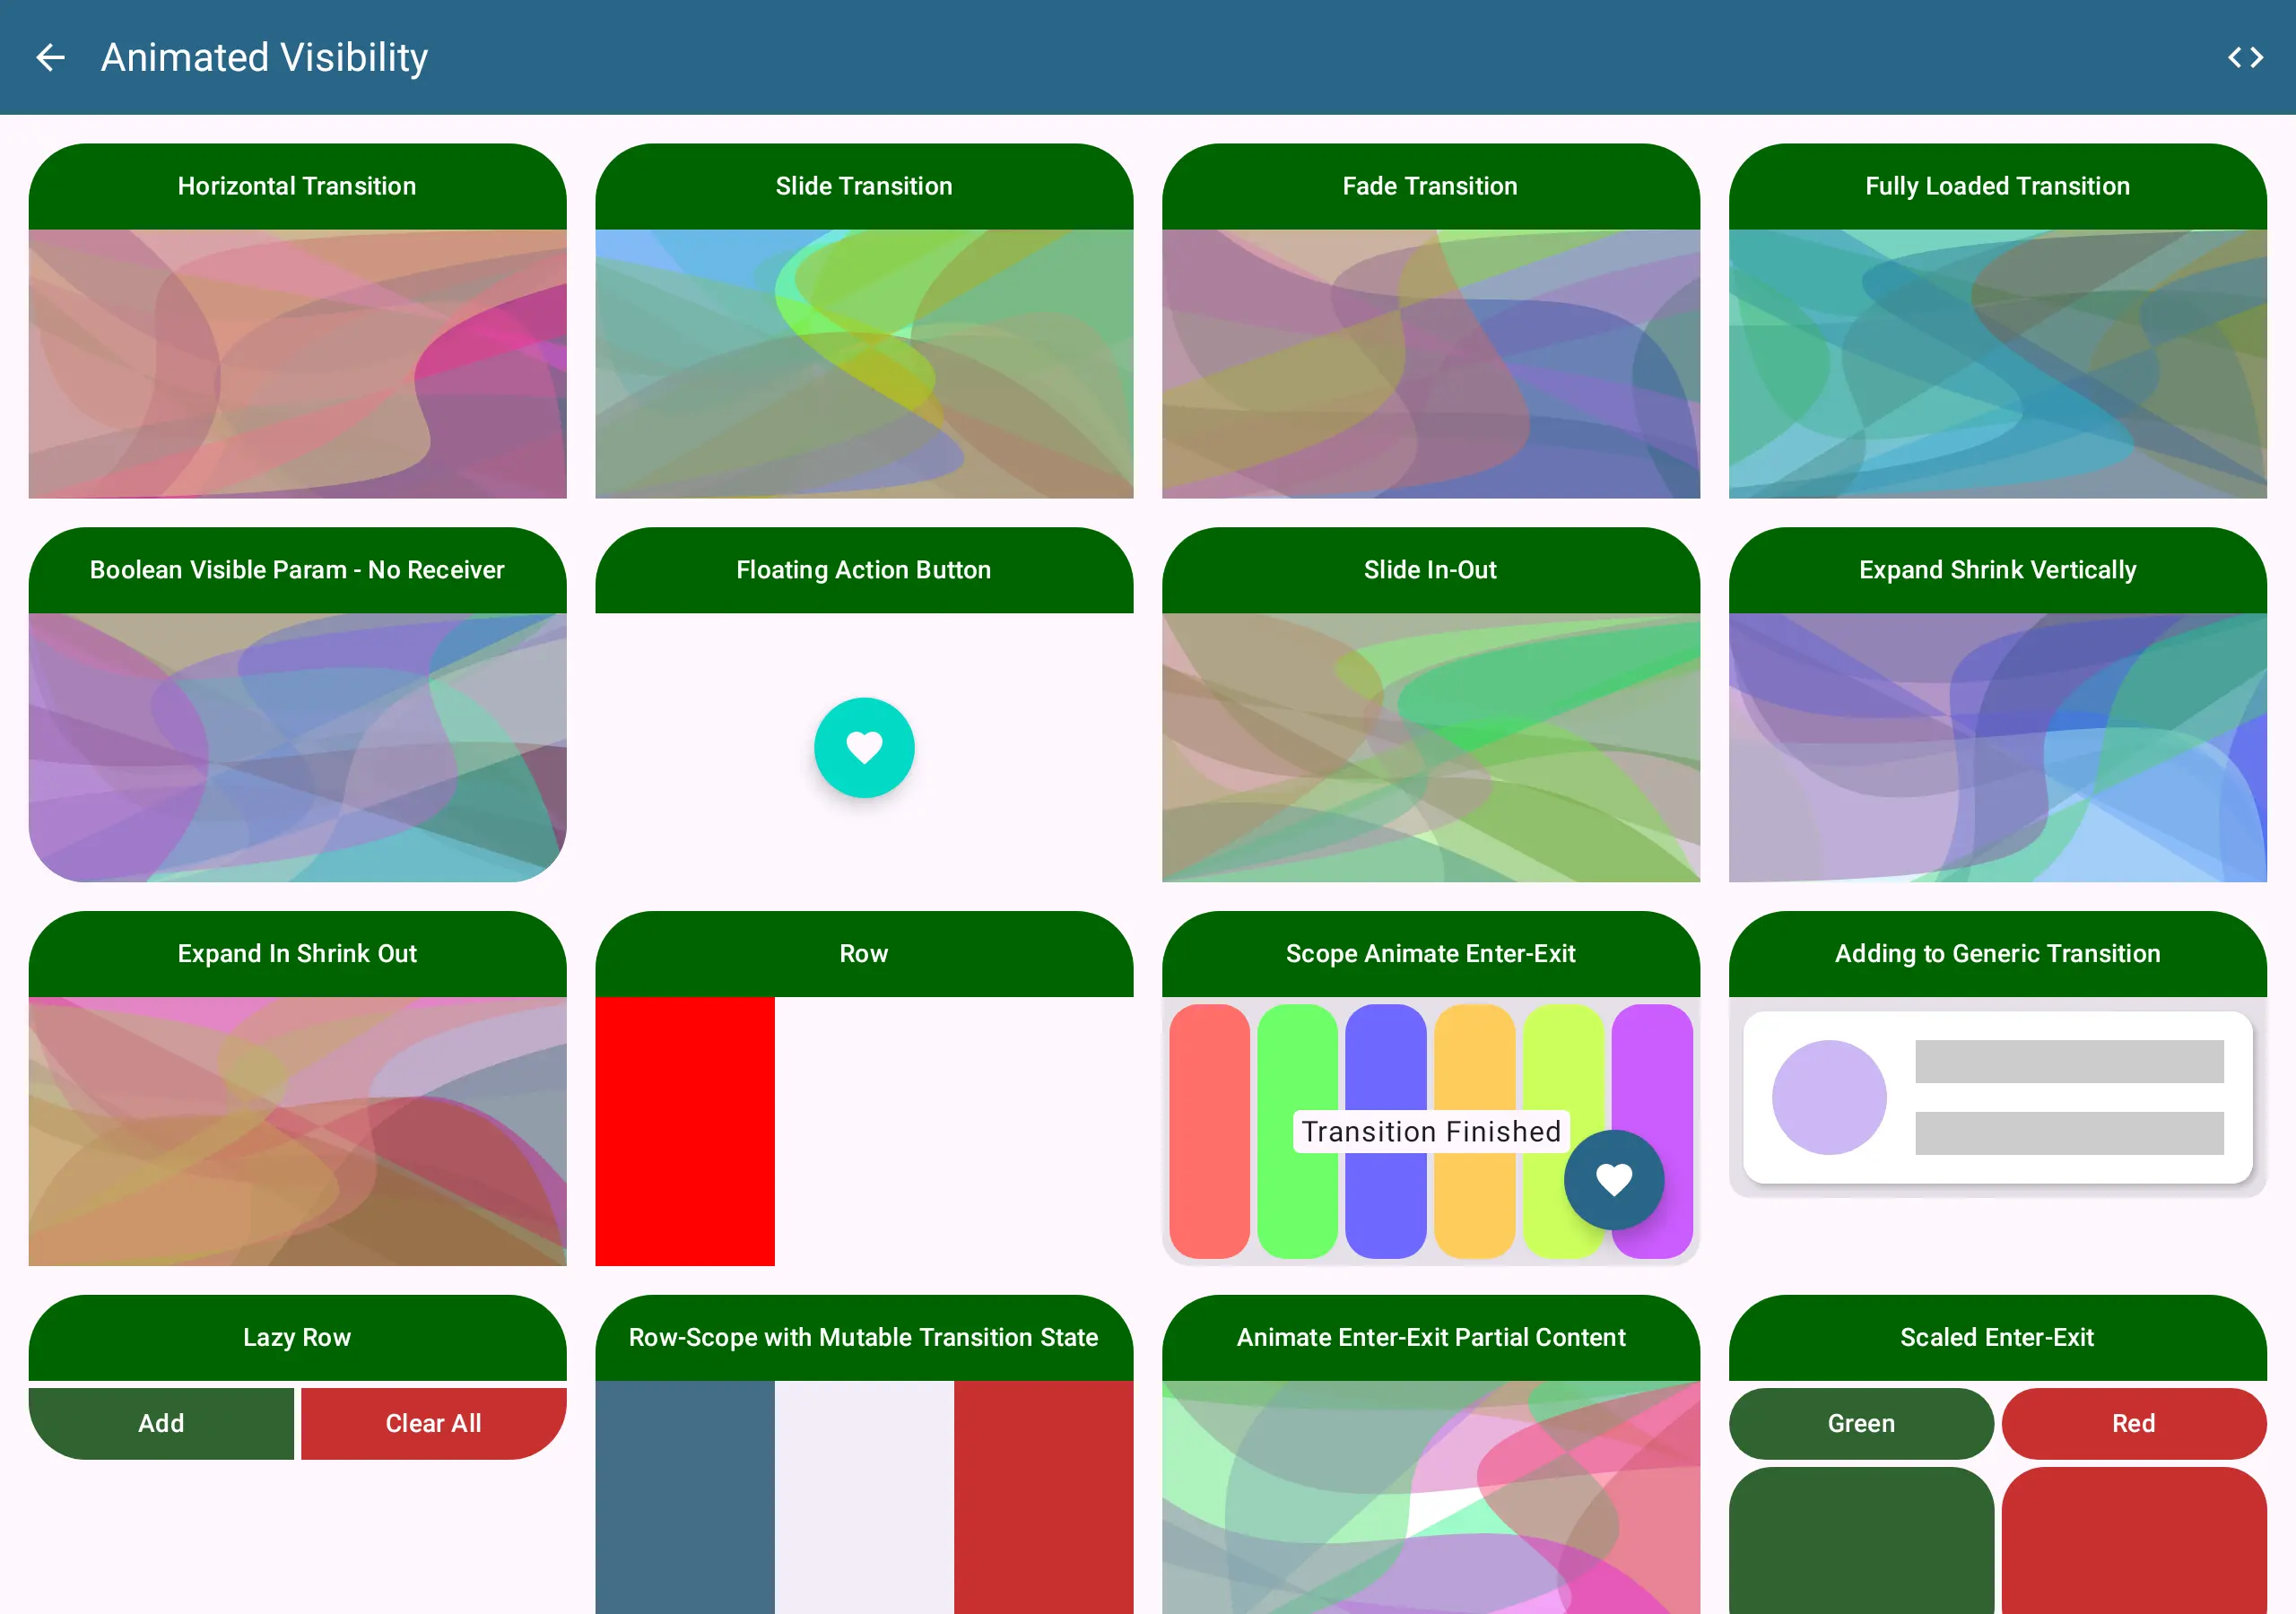 Animated Visibility
Horizontal Transition
Slide Transition
Fade Transition
Fully Loaded Transition
Boolean Visible Param - No Receiver
Floating Action Button
Slide In-Out
Expand Shrink Vertically
Expand In Shrink Out
Row
Scope Animate Enter-Exit
Adding to Generic Transition
Transition Finished
Lazy Row
Row-Scope with Mutable Transition State
Animate Enter-Exit Partial Content
Scaled Enter-Exit
Add
Clear All
Green
Red